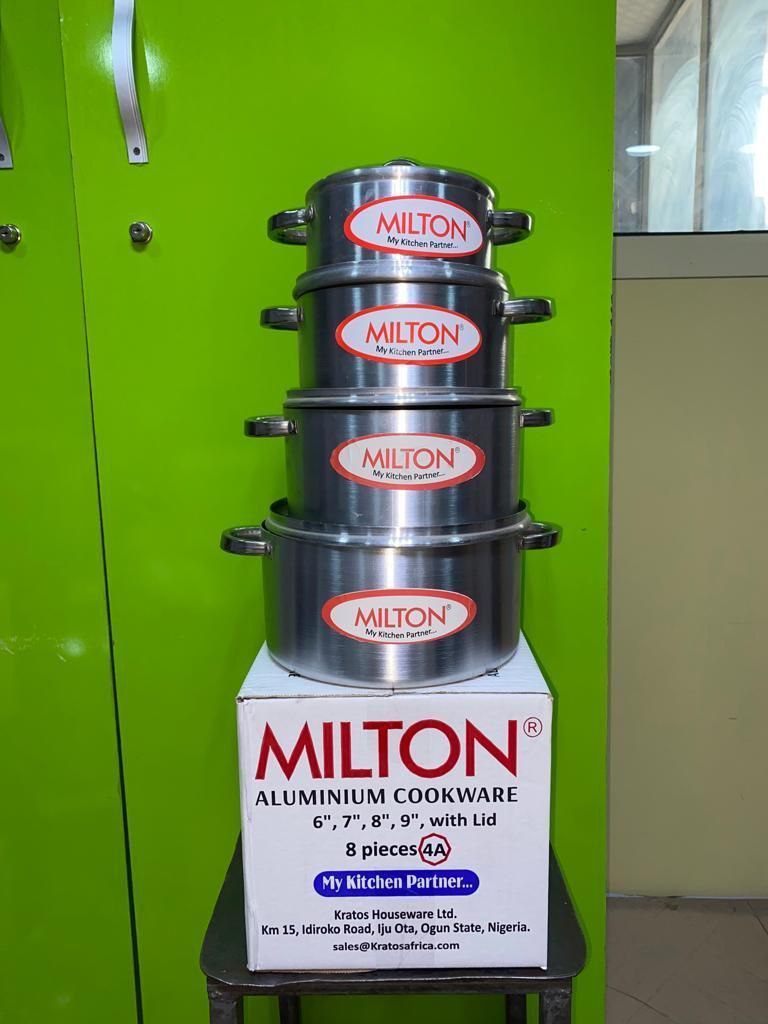 MILTON®
My Kitchen Partner...
MILTON®
My Kitchen Partner...
MILTON®
My Kitchen Partner...
MILTON®
My Kitchen Partner...
MILTON®
ALUMINIUM COOKWARE
6", 7", 8", 9", with Lid
8 pieces 4A
My Kitchen Partner...
Kratos Houseware Ltd.
Km 15, Idiroko Road, Iju Ota, Ogun State, Nigeria.
sales@Kratosafrica.com